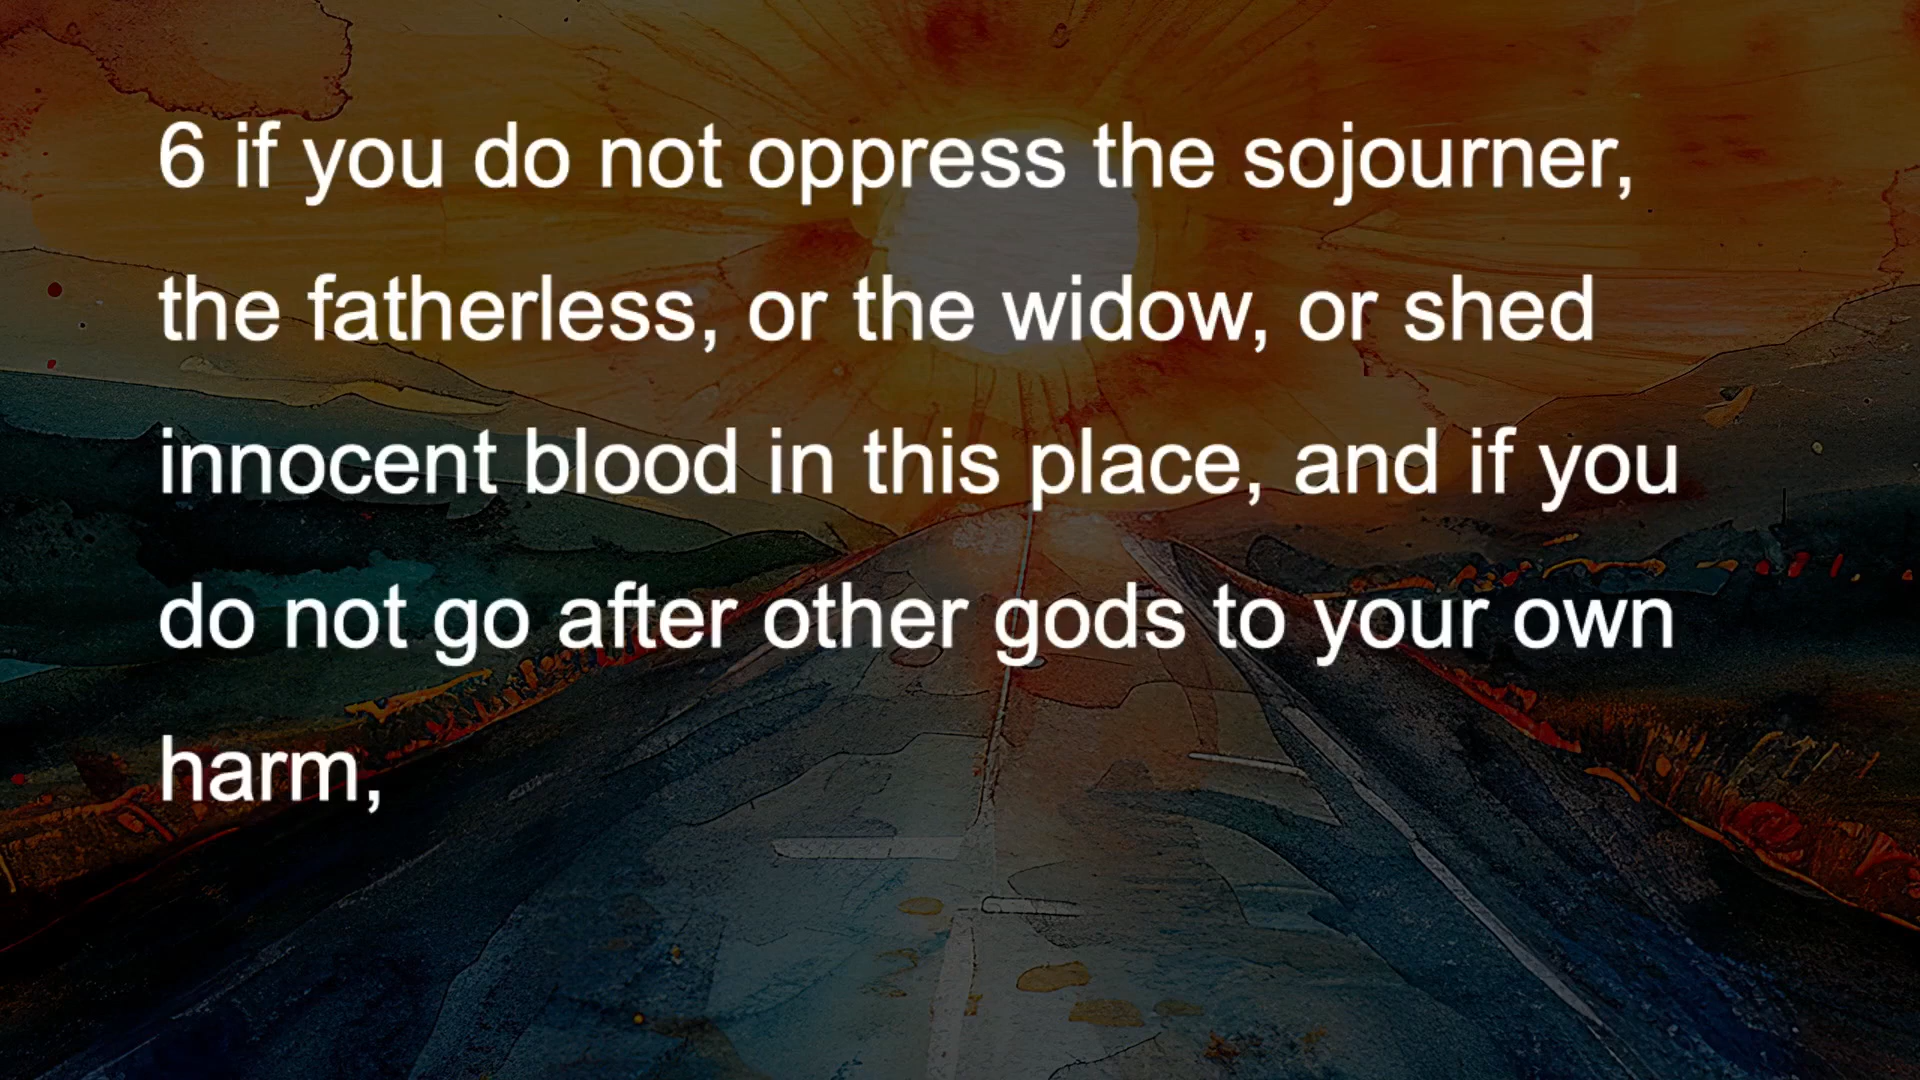 6 if you do not oppress the sojourner,
the fatherless, or the widow, or shed
innocent blood in this place, and if you
do not go after other gods to your own
harm,